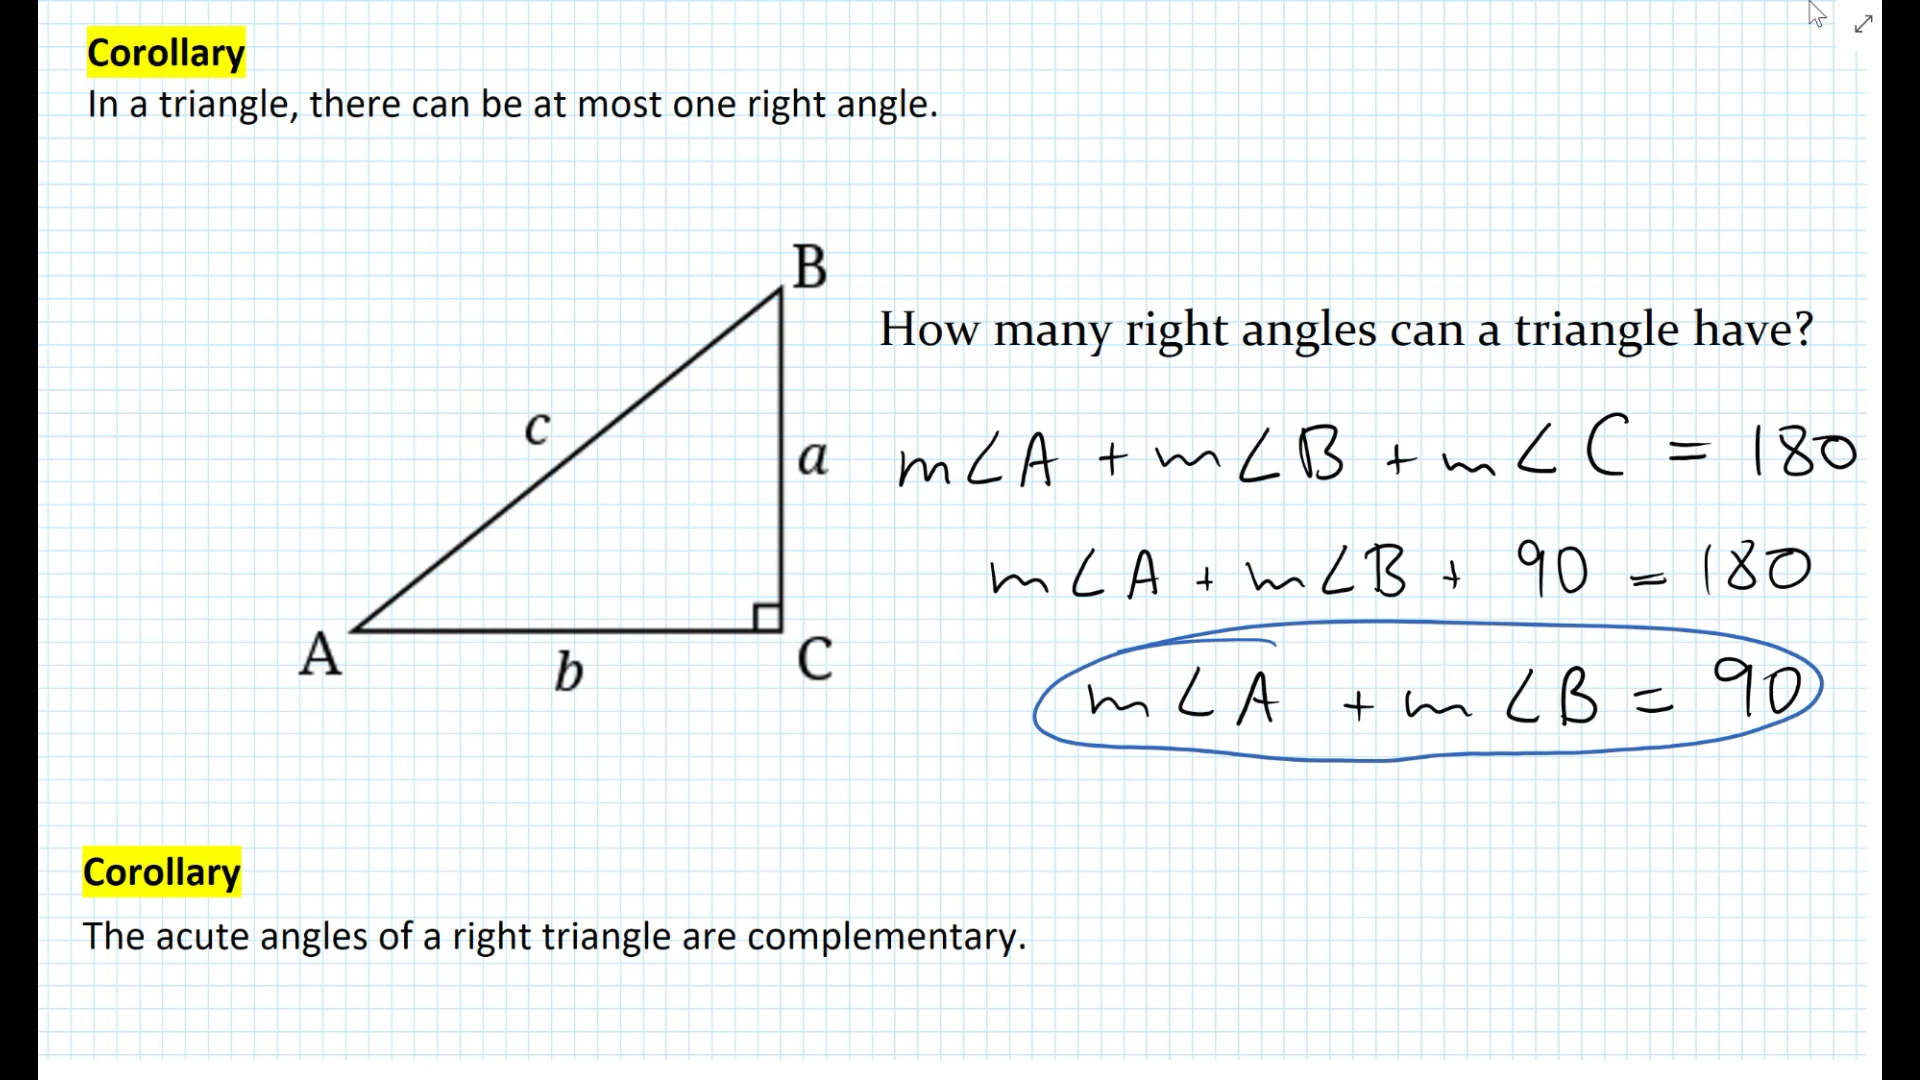 Corollary
In a triangle, there can be at most one right angle.
B
How many right angles can a triangle have?
c
a
m∠A + m∠B + m∠C = 180
m∠A + m∠B + 90 = 180
A
b
C
m∠A + m∠B = 90
Corollary
The acute angles of a right triangle are complementary.